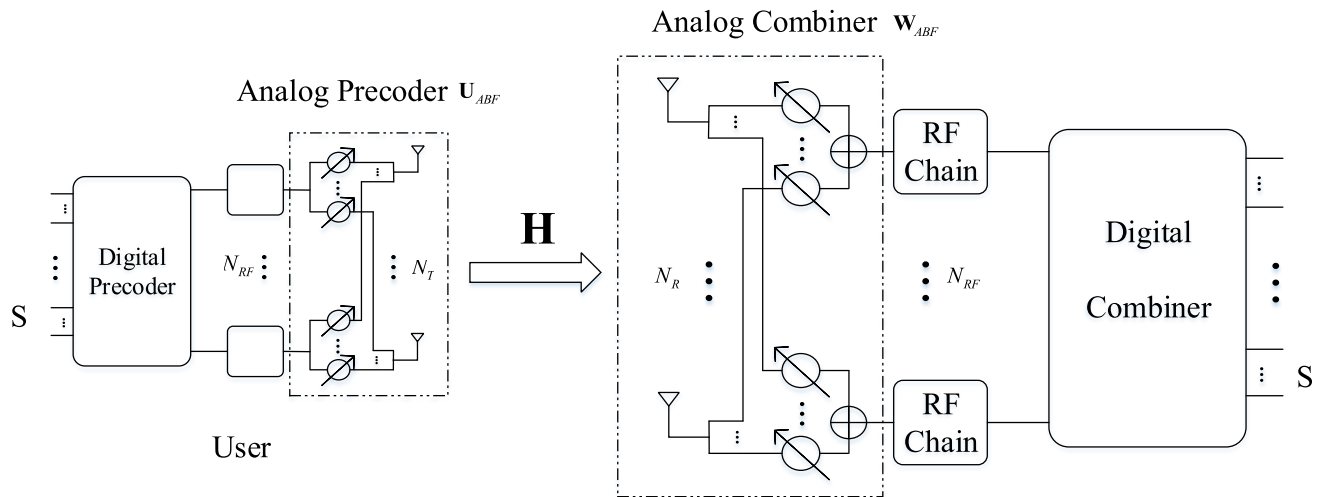 Analog Combiner W_ABF
Analog Precoder U_ABF
RF
Chain
H
Digital
Precoder
N_RF
N_T
N_R
N_RF
Digital
Combiner
S
S
RF
Chain
User